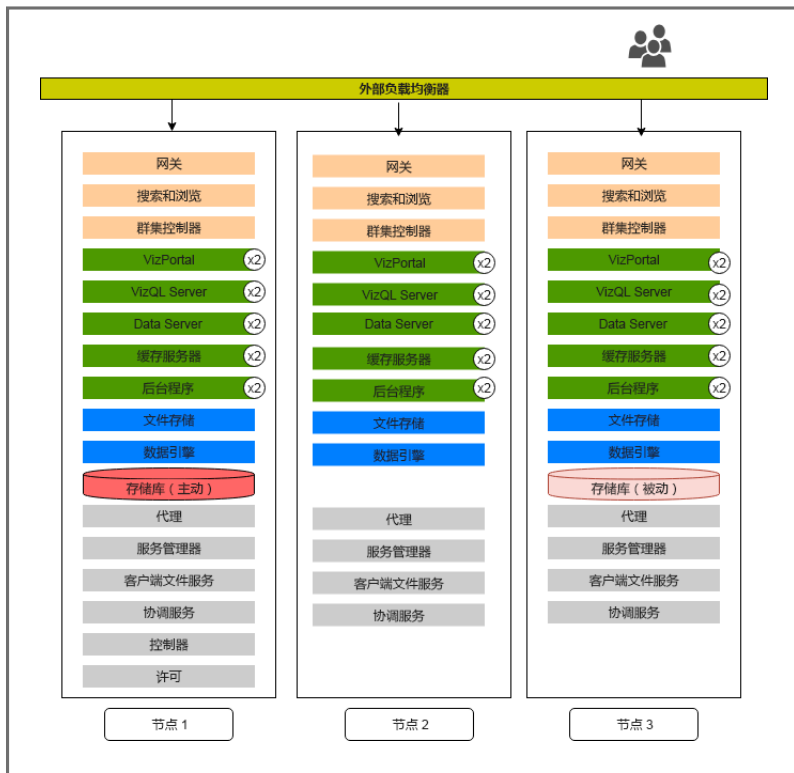 外部负载均衡器
网关
搜索和浏览
群集控制器
VizPortal
x2
VizQL Server
x2
Data Server
x2
缓存服务器
x2
后台程序
x2
文件存储
数据引擎
存储库（主动）
代理
服务管理器
客户端文件服务
协调服务
控制器
许可
节点 1
网关
搜索和浏览
群集控制器
VizPortal
x2
VizQL Server
x2
Data Server
x2
缓存服务器
x2
后台程序
x2
文件存储
数据引擎
代理
服务管理器
客户端文件服务
协调服务
节点 2
网关
搜索和浏览
群集控制器
VizPortal
x2
VizQL Server
x2
Data Server
x2
缓存服务器
x2
后台程序
x2
文件存储
数据引擎
存储库（被动）
代理
服务管理器
客户端文件服务
协调服务
节点 3